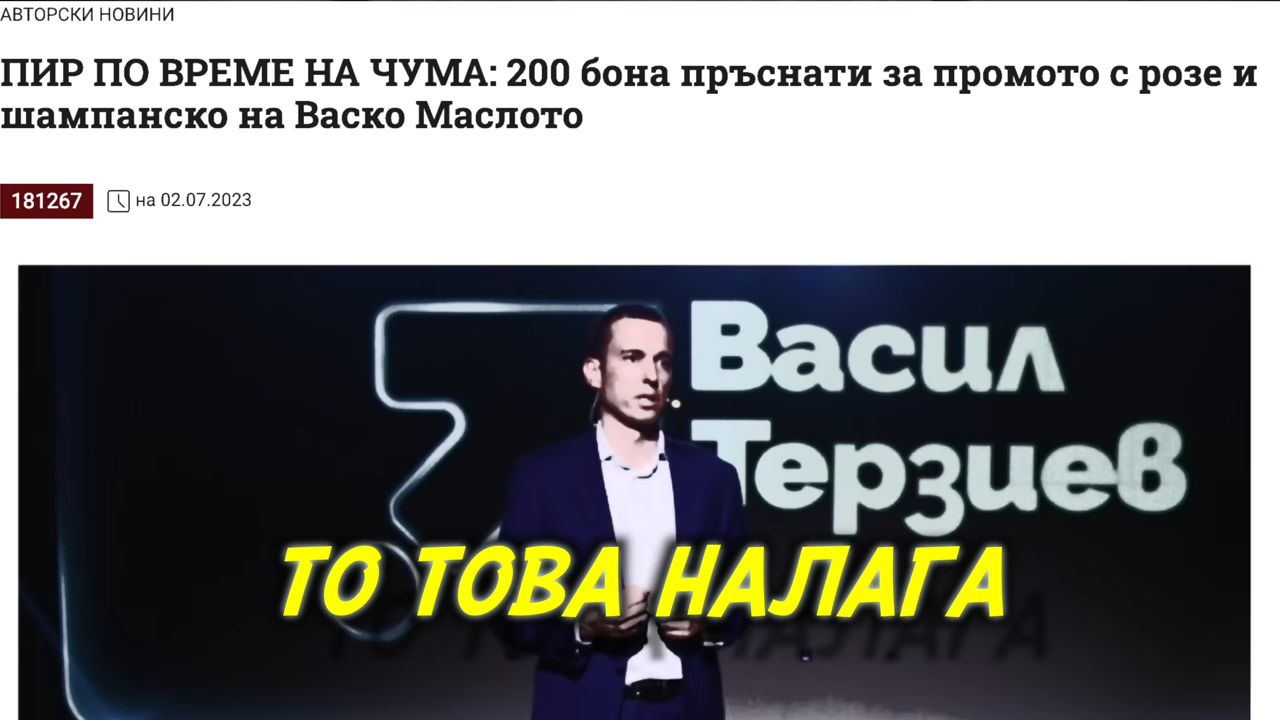 АВТОРСКИ НОВИНИ
ПИР ПО ВРЕМЕ НА ЧУМА: 200 бона пръснати за промото с розе и
шампанско на Васко Маслото
181267 на 02.07.2023
Васил
Терзиев
ТО ТОВА НАЛАГА